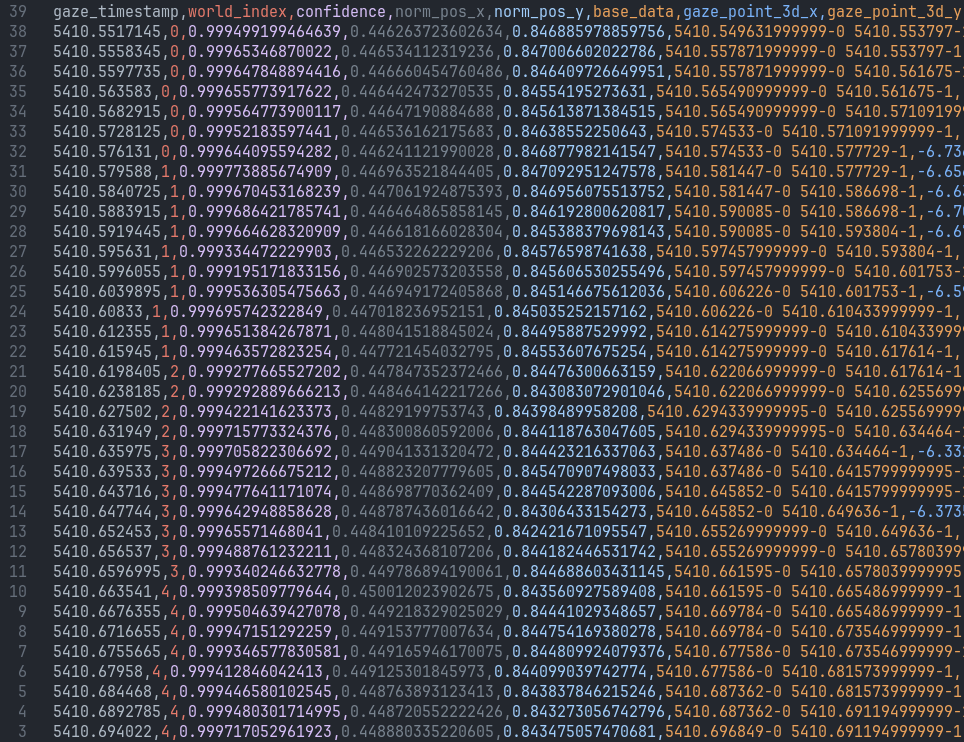 39 gaze_timestamp,world_index,confidence,norm_pos_x,norm_pos_y,base_data,gaze_point_3d_x,gaze_point_3d_y
38 5410.5517145,0,0.999499199464639,0.446263723602634,0.846885978859756,5410.549631999999-0 5410.553797-
37 5410.5558345,0,0.999653468700 22,0.446534112319236,0.847006602022786,5410.557871999999-0 5410.553797-1
36 5410.5597735,0,0.999647848894416,0.446660454760486,0.846409726649951,5410.557871999999-0 5410.561675-
35 5410.563583,0,0.999655773917622,0.446442473270535,0.84554195273631,5410.565490999999-0 5410.561675-1,
34 5410.5682915,0,0.9995647739001 17,0.44647190884688,0.845613871384515,5410.565490999999-0 5410.5710919
33 5410.5728125,0,0.99952183597441,0.446536162175683,0.84638552250643,5410.574533-0 5410.571091999999-1,
32 5410.576131,0,0.999644095594282,0.446241121990028,0.846877982141547,5410.574533-0 5410.577729-1,-6.73
31 5410.579588,1,0.999773885674909,0.446963521844405,0.847092951247578,5410.581447-0 5410.577729-1,-6.65
30 5410.5840725,1,0.999670453168239,0.447061924875393,0.846956075513752,5410.581447-0 5410.586698-1,-6.6
29 5410.5883915,1,0.999686421785741,0.446464865858145,0.846192800620817,5410.590085-0 5410.586698-1,-6.7
28 5410.5919445,1,0.999664628320909,0.446618166028304,0.845388379698143,5410.590085-0 5410.593804-1,-6.6
27 5410.595631,1,0.999334472229903,0.446532262229206,0.84576598741638,5410.597457999999-0 5410.593804-1,
26 5410.5996055,1,0.999195171833156,0.446902573203558,0.845606530255496,5410.597457999999-0 5410.601753-
25 5410.6039895,1,0.999536305475663,0.446949172405868,0.845146675612036,5410.606226-0 5410.601753-1,-6.5
24 5410.60833,1,0.999695742322849,0.447018236952151,0.845035252157162,5410.606226-0 5410.610433999999-1,
23 5410.612355,1,0.999651384267871,0.448041518845024,0.84495887529992,5410.614275999999-0 5410.610433999
22 5410.615945,1,0.999463572823254,0.447721454032795,0.84553607675254,5410.614275999999-0 5410.617614-1,
21 5410.6198405,2,0.999277665527202,0.447847352372466,0.84476300663159,5410.622066999999-0 5410.617614-1
20 5410.6238185,2,0.999292889666213,0.448464142217266,0.843083072901046,5410.622066999999-0 5410.6255699
19 5410.627502,2,0.999422141623373,0.44829199753743,0.84398489958208,5410.6294339999995-0 5410.625569999
18 5410.631949,2,0.999715773324376,0.448300860592006,0.844118763047605,5410.6294339999995-0 5410.634464-
17 5410.635975,3,0.999705822306692,0.449041331320472,0.844423216337063,5410.637486-0 5410.634464-1,-6.33
16 5410.639533,3,0.999497266675212,0.448823207779605,0.845470907498033,5410.637486-0 5410.6415799999995-
15 5410.643716,3,0.999477641171074,0.448698770362409,0.844542287093006,5410.645852-0 5410.6415799999995-
14 5410.647744,3,0.999642948858628,0.448787436016642,0.84306433154273,5410.645852-0 5410.649636-1,-6.373
13 5410.652453,3,0.99965571468041,0.448410109225652,0.842421671095547,5410.655269999999-0 5410.649636-1,
12 5410.656537,3,0.999488761232211,0.448324368107206,0.844182446531742,5410.655269999999-0 5410.65780399
11 5410.6596995,3,0.999340246632778,0.449786894190061,0.844688603431145,5410.661595-0 5410.6578039999995
10 5410.663541,4,0.999398509779644,0.450012023902675,0.843560927589408,5410.661595-0 5410.665486999999-1
9 5410.6676355,4,0.999504639427078,0.449218329025029,0.84441029348657,5410.669784-0 5410.665486999999-1
8 5410.6716655,4,0.99947151292259,0.449153777007634,0.844754169380278,5410.669784-0 5410.673546999999-1
7 5410.6755665,4,0.999346577830581,0.449165946170075,0.844809924079376,5410.677586-0 5410.673546999999-
6 5410.67958,4,0.999412846042413,0.449125301845973,0.844099039742774,5410.677586-0 5410.681573999999-1,
5 5410.684468,4,0.999446580102545,0.448763893123413,0.843837846215246,5410.687362-0 5410.681573999999-1
4 5410.6892785,4,0.999480301714995,0.448720552222426,0.843273056742796,5410.687362-0 5410.691194999999-
3 5410.694022,4,0.999717052961923,0.448880335220605,0.843475057470681,5410.696849-0 5410.691194999999-1